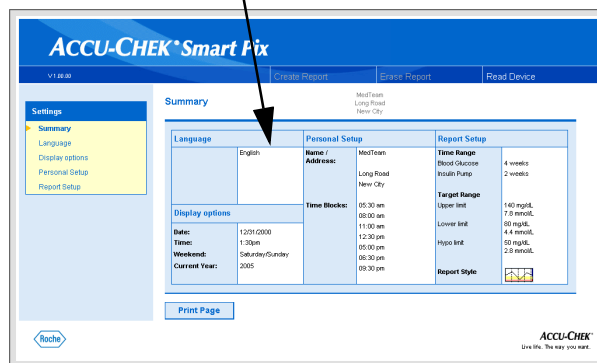 ACCU-CHEK® Smart Pix
V 1.00.00
Create Report
Erase Report
Read Device
Settings
Summary
Language
Display options
Personal Setup
Report Setup
Summary
MedTeam
Long Road
New City
Language
English
Display options
Date: 12/31/2000
Time: 1:30pm
Weekend: Saturday/Sunday
Current Year: 2005
Personal Setup
Name / MedTeam
Address:
Long Road
New City
Time Blocks: 05:30 am
08:00 am
11:00 am
12:30 pm
05:00 pm
06:30 pm
09:30 pm
Report Setup
Time Range
Blood Glucose 4 weeks
Insulin Pump 2 weeks
Target Range
Upper limit 140 mg/dL
7.8 mmol/L
Lower limit 80 mg/dL
4.4 mmol/L
Hypo limit 50 mg/dL
2.8 mmol/L
Report Style
Print Page
Roche
ACCU-CHEK®
Live life. The way you want.